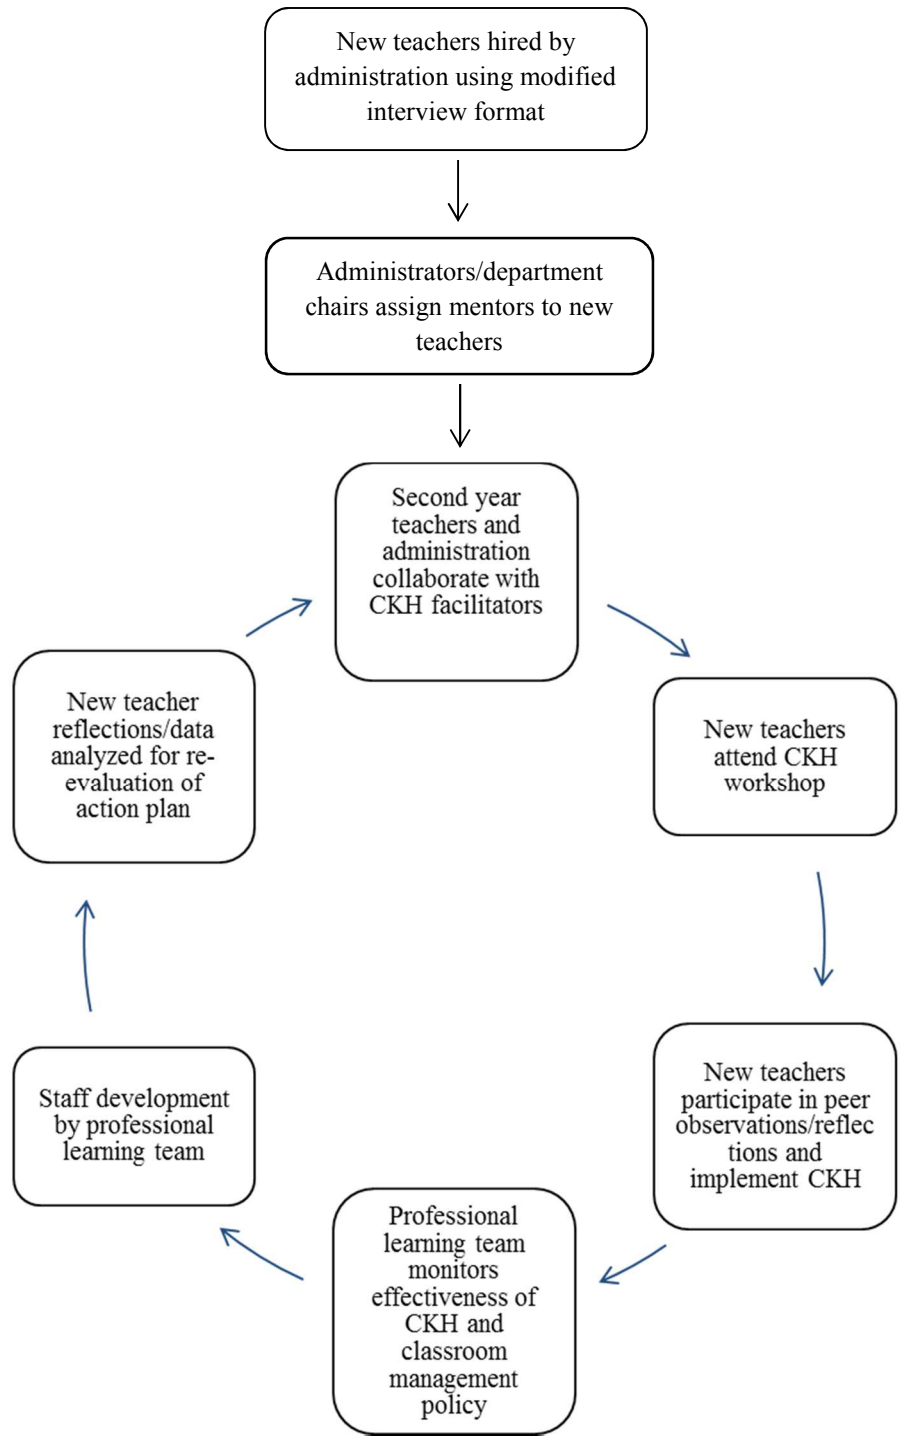 New teachers hired by
administration using modified
interview format
Administrators/department
chairs assign mentors to new
teachers
Second year
teachers and
administration
collaborate with
CKH facilitators
New teachers
attend CKH
workshop
New teachers
participate in peer
observations/reflec
tions and
implement CKH
Professional
learning team
monitors
effectiveness of
CKH and
classroom
management
policy
Staff development
by professional
learning team
New teacher
reflections/data
analyzed for re-
evaluation of
action plan